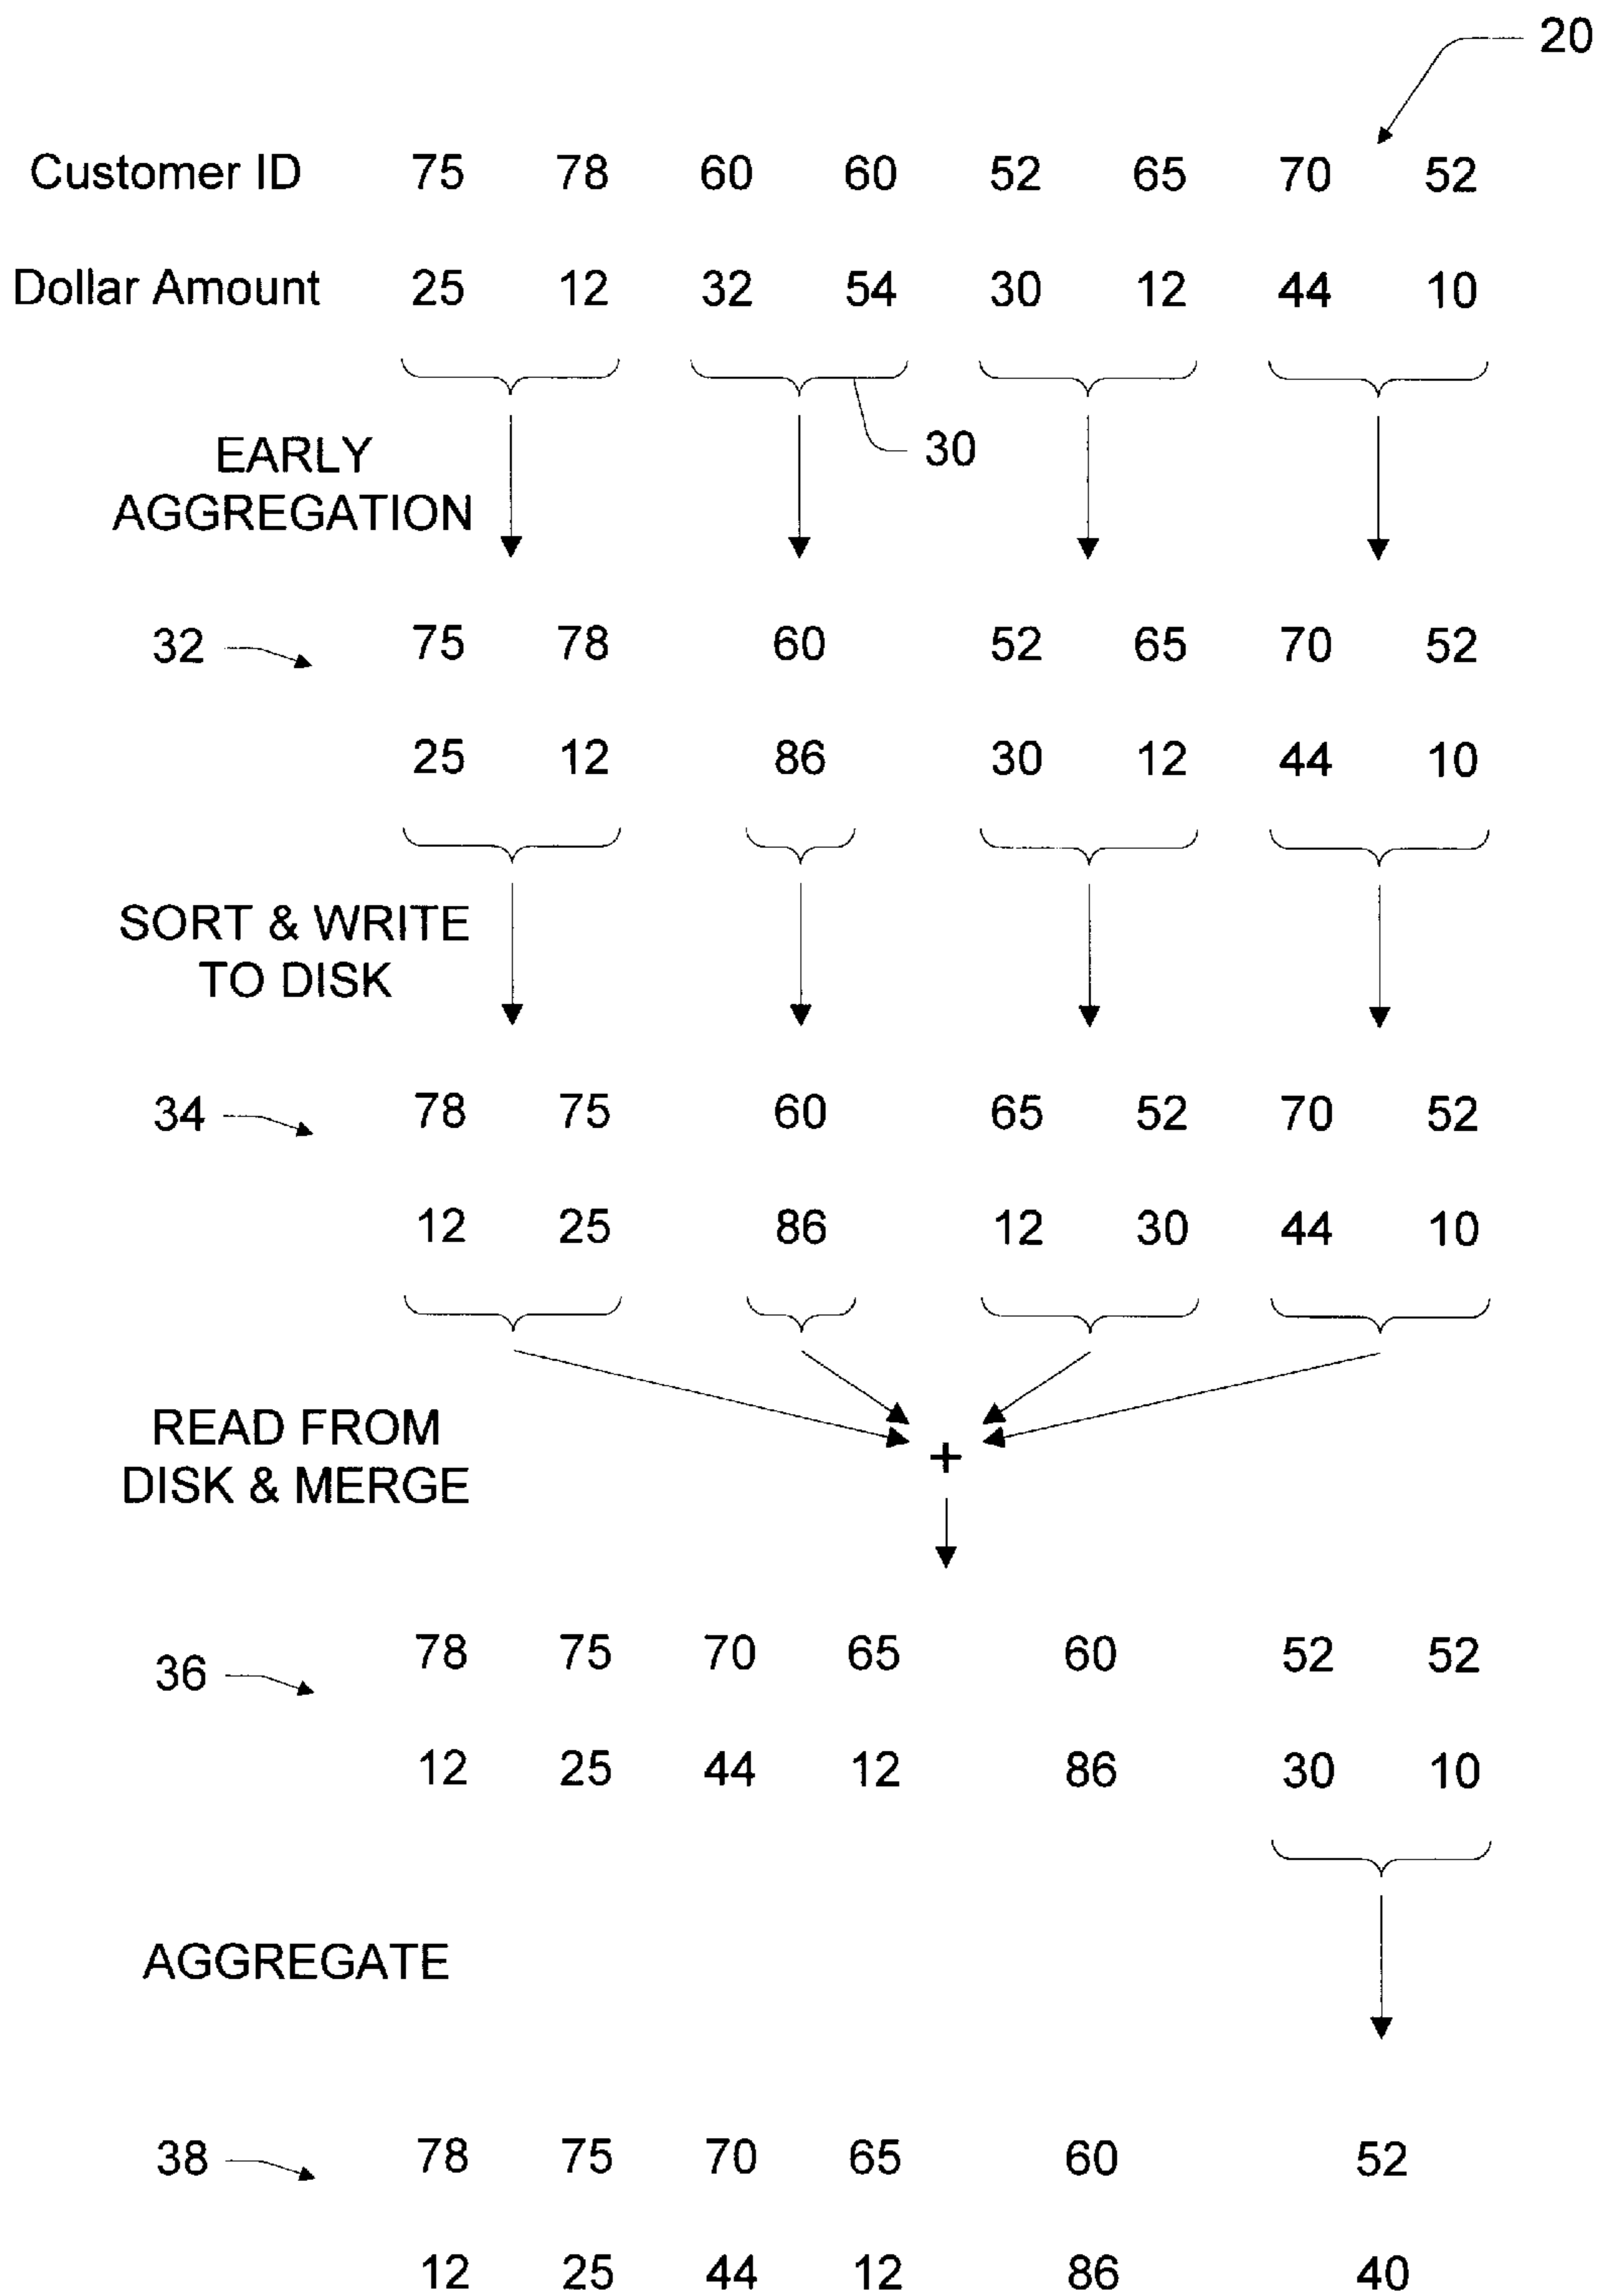 20
Customer ID 75 78 60 60 52 65 70 52
Dollar Amount 25 12 32 54 30 12 44 10
30
EARLY
AGGREGATION
32 75 78 60 52 65 70 52
25 12 86 30 12 44 10
SORT & WRITE
TO DISK
34 78 75 60 65 52 70 52
12 25 86 12 30 44 10
READ FROM
DISK & MERGE
+
36 78 75 70 65 60 52 52
12 25 44 12 86 30 10
AGGREGATE
38 78 75 70 65 60 52
12 25 44 12 86 40